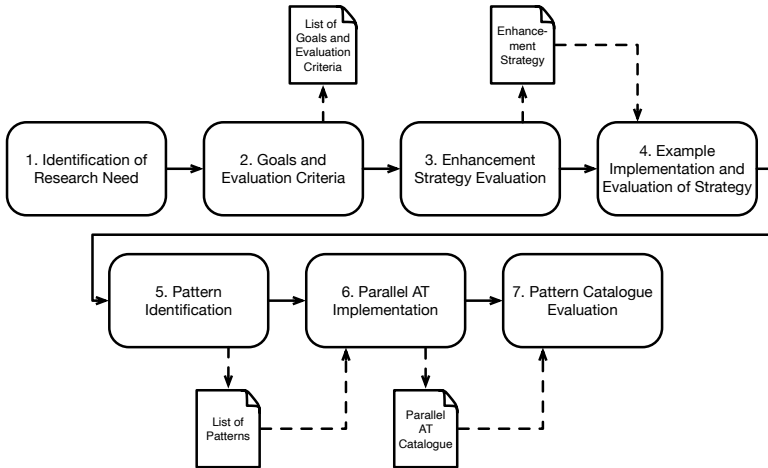 List of
Goals and
Evaluation
Criteria
Enhance-
ment
Strategy
1. Identification of
Research Need
2. Goals and
Evaluation Criteria
3. Enhancement
Strategy Evaluation
4. Example
Implementation and
Evaluation of Strategy
5. Pattern
Identification
6. Parallel AT
Implementation
7. Pattern Catalogue
Evaluation
List of
Patterns
Parallel
AT
Catalogue